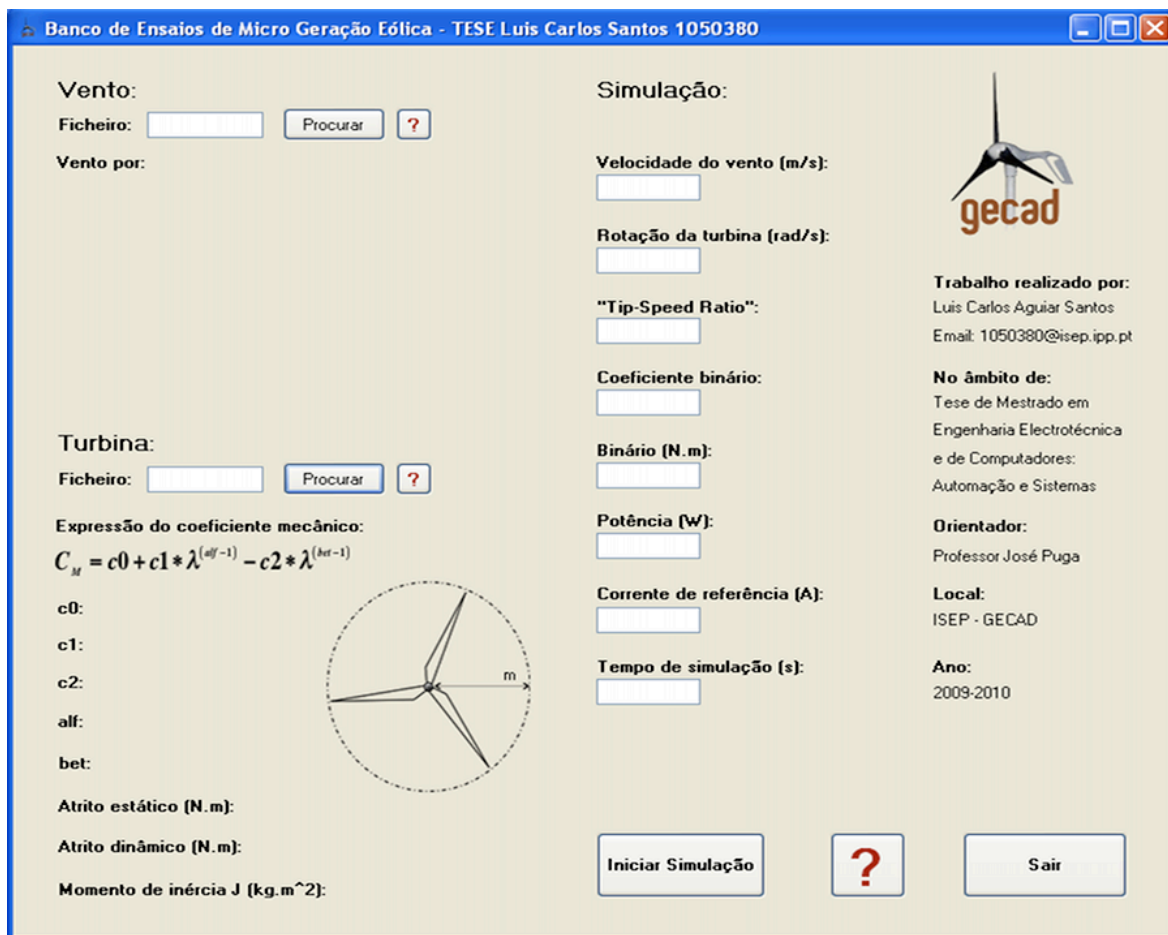 Banco de Ensaios de Micro Geração Eólica - TESE Luis Carlos Santos 1050380
Vento:
Ficheiro:
Procurar
?
Vento por:
Turbina:
Ficheiro:
Procurar
?
Expressão do coeficiente mecânico:
C_M = c0 + c1 * λ^(alf-1) - c2 * λ^(bet-1)
c0:
c1:
c2:
alf:
bet:
m
Atrito estático (N.m):
Atrito dinâmico (N.m):
Momento de inércia J (kg.m^2):
Simulação:
Velocidade do vento (m/s):
Rotação da turbina (rad/s):
"Tip-Speed Ratio":
Coeficiente binário:
Binário (N.m):
Potência (W):
Corrente de referência (A):
Tempo de simulação (s):
Iniciar Simulação
?
Sair
gecad
Trabalho realizado por:
Luis Carlos Aguiar Santos
Email: 1050380@isep.ipp.pt
No âmbito de:
Tese de Mestrado em
Engenharia Electrotécnica
e de Computadores:
Automação e Sistemas
Orientador:
Professor José Puga
Local:
ISEP - GECAD
Ano:
2009-2010